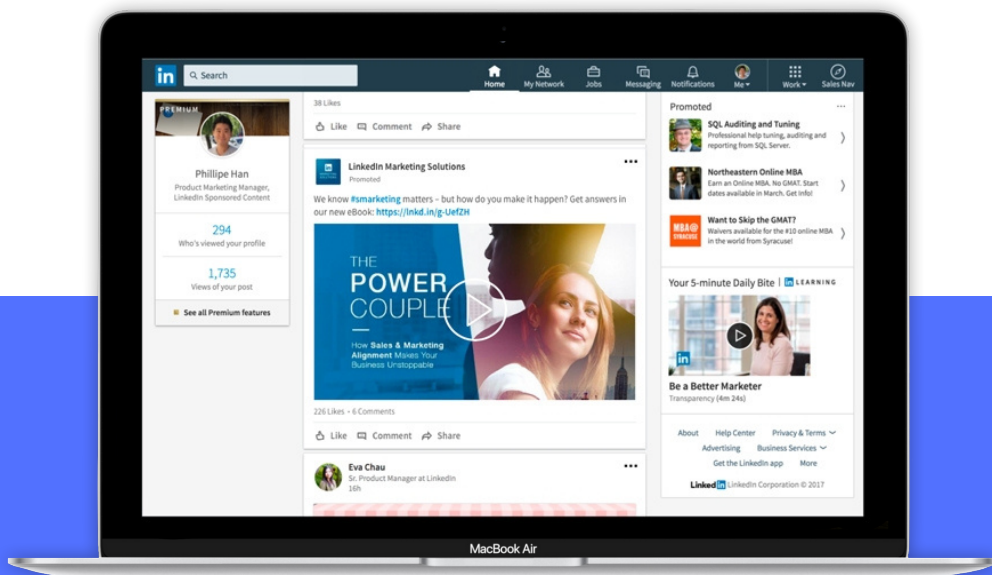 in
Search
Home
My Network
Jobs
Messaging
Notifications
Me
Work
Sales Nav
PREMIUM
Phillipe Han
Product Marketing Manager,
LinkedIn Sponsored Content
294
Who's viewed your profile
1,735
Views of your post
See all Premium features
38 Likes
Like
Comment
Share
LinkedIn Marketing Solutions
Promoted
We know #smarketing matters – but how do you make it happen? Get answers in
our new eBook: https://lnkd.in/g-UefZH
THE
POWER
COUPLE
How Sales & Marketing
Alignment Makes Your
Business Unstoppable
226 Likes • 6 Comments
Like
Comment
Share
Eva Chau
Sr. Product Manager at LinkedIn
16h
Promoted
SQL Auditing and Tuning
Professional help tuning, auditing and
reporting from SQL Server.
Northeastern Online MBA
Earn an Online MBA. No GMAT. Start
dates available in March. Get Info!
MBA@
SYRACUSE
Want to Skip the GMAT?
Waivers available for the #10 online MBA
in the world from Syracuse!
Your 5-minute Daily Bite | in LEARNING
in
Be a Better Marketer
Transparency (4m 24s)
About Help Center Privacy & Terms
Advertising Business Services
Get the LinkedIn app More
Linked in LinkedIn Corporation © 2017
MacBook Air